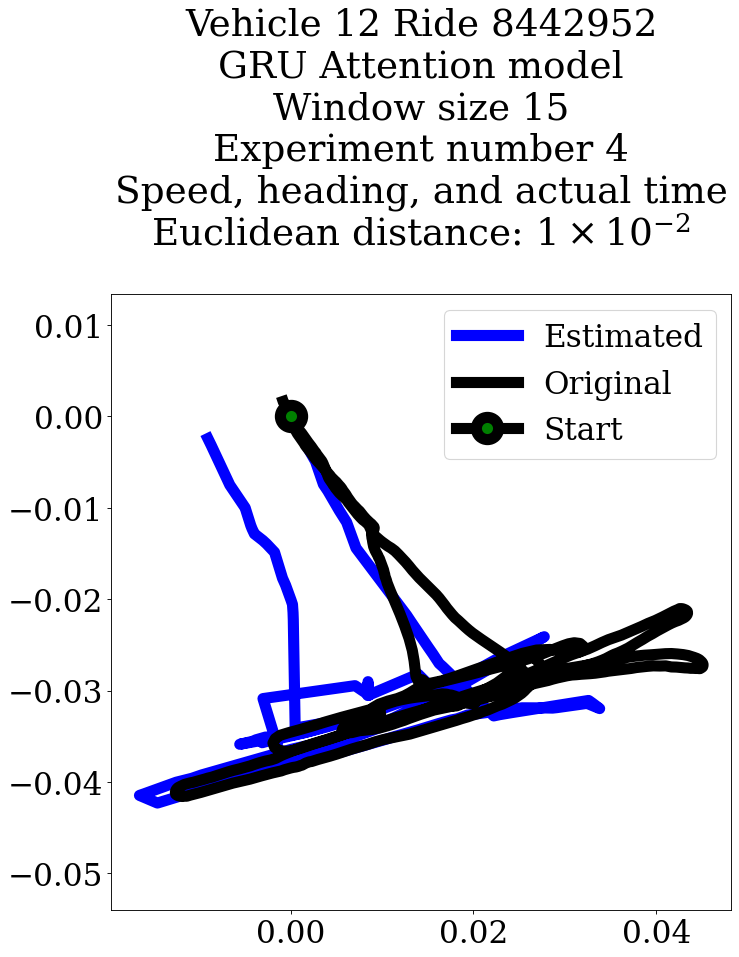 Vehicle 12 Ride 8442952
GRU Attention model
Window size 15
Experiment number 4
Speed, heading, and actual time
Euclidean distance: 1 × 10⁻²
Estimated
Original
Start
0.01
0.00
−0.01
−0.02
−0.03
−0.04
−0.05
0.00 0.02 0.04